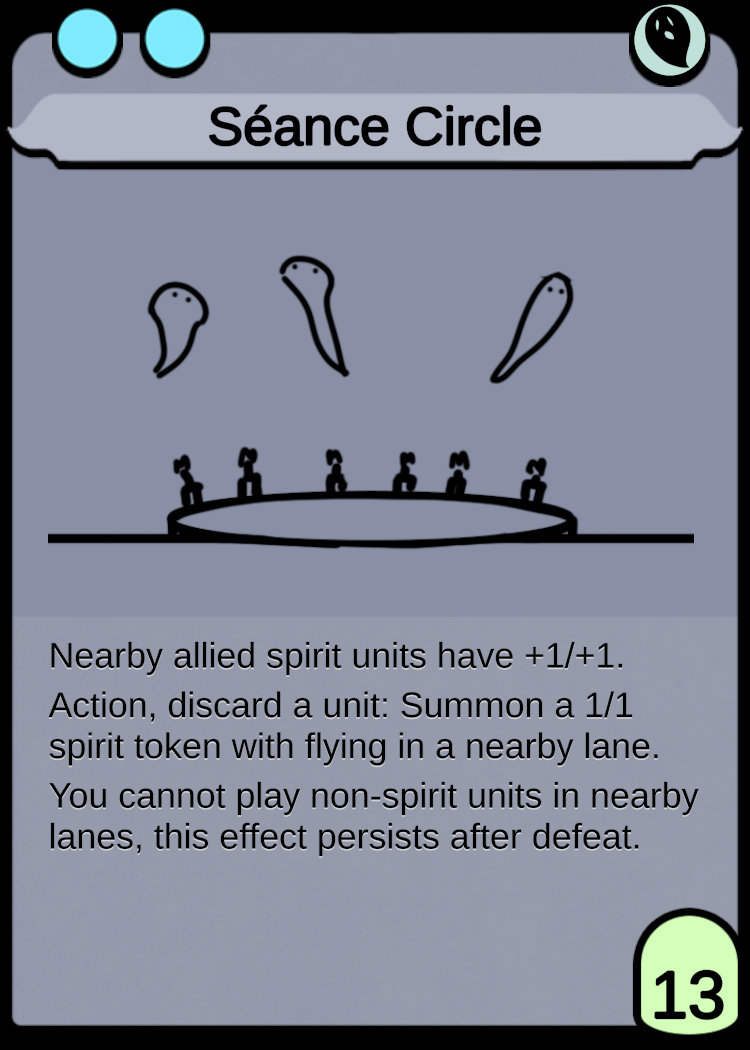 Séance Circle
Nearby allied spirit units have +1/+1.
Action, discard a unit: Summon a 1/1
spirit token with flying in a nearby lane.
You cannot play non-spirit units in nearby
lanes, this effect persists after defeat.
13